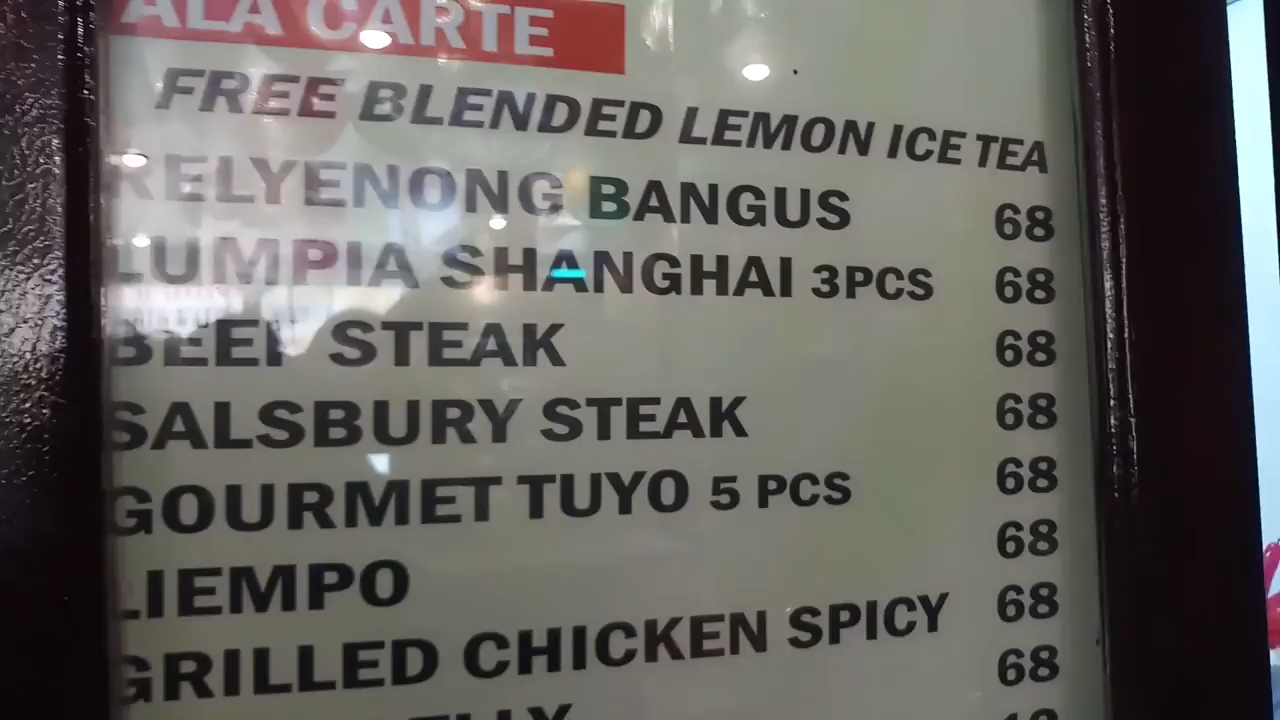 ALA CARTE
FREE BLENDED LEMON ICE TEA
RELYENONG BANGUS 68
LUMPIA SHANGHAI 3PCS 68
BEEF STEAK 68
SALSBURY STEAK 68
GOURMET TUYO 5 PCS 68
LIEMPO 68
GRILLED CHICKEN SPICY 68
68